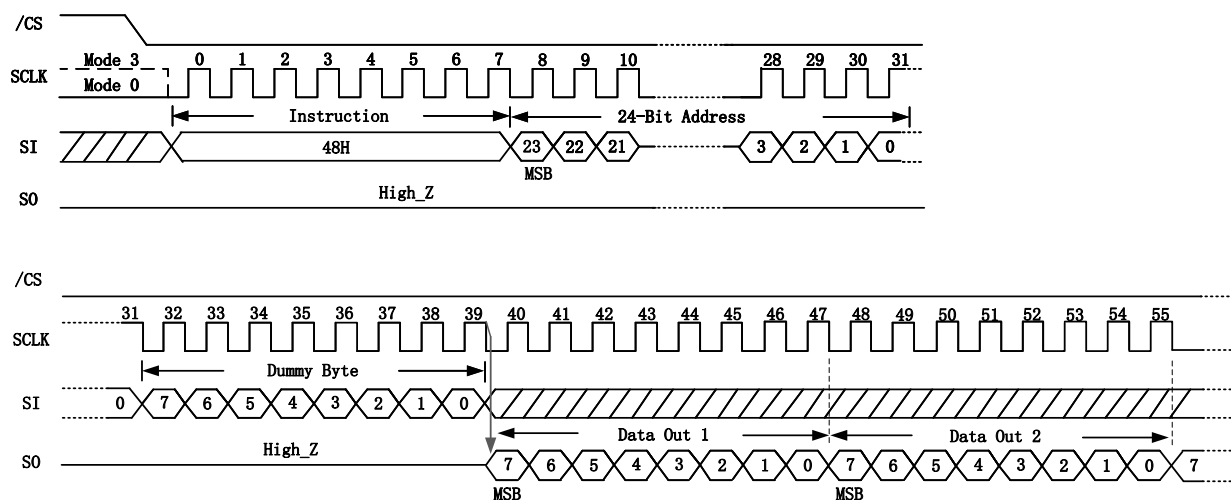 /CS
Mode 3
0 1 2 3 4 5 6 7 8 9 10 28 29 30 31
SCLK
Mode 0
Instruction 24-Bit Address
SI
48H 23 22 21 3 2 1 0
MSB
High_Z
SO
/CS
31 32 33 34 35 36 37 38 39 40 41 42 43 44 45 46 47 48 49 50 51 52 53 54 55
SCLK
Dummy Byte
SI
0 7 6 5 4 3 2 1 0
High_Z
Data Out 1 Data Out 2
SO
7 6 5 4 3 2 1 0 7 6 5 4 3 2 1 0 7
MSB MSB